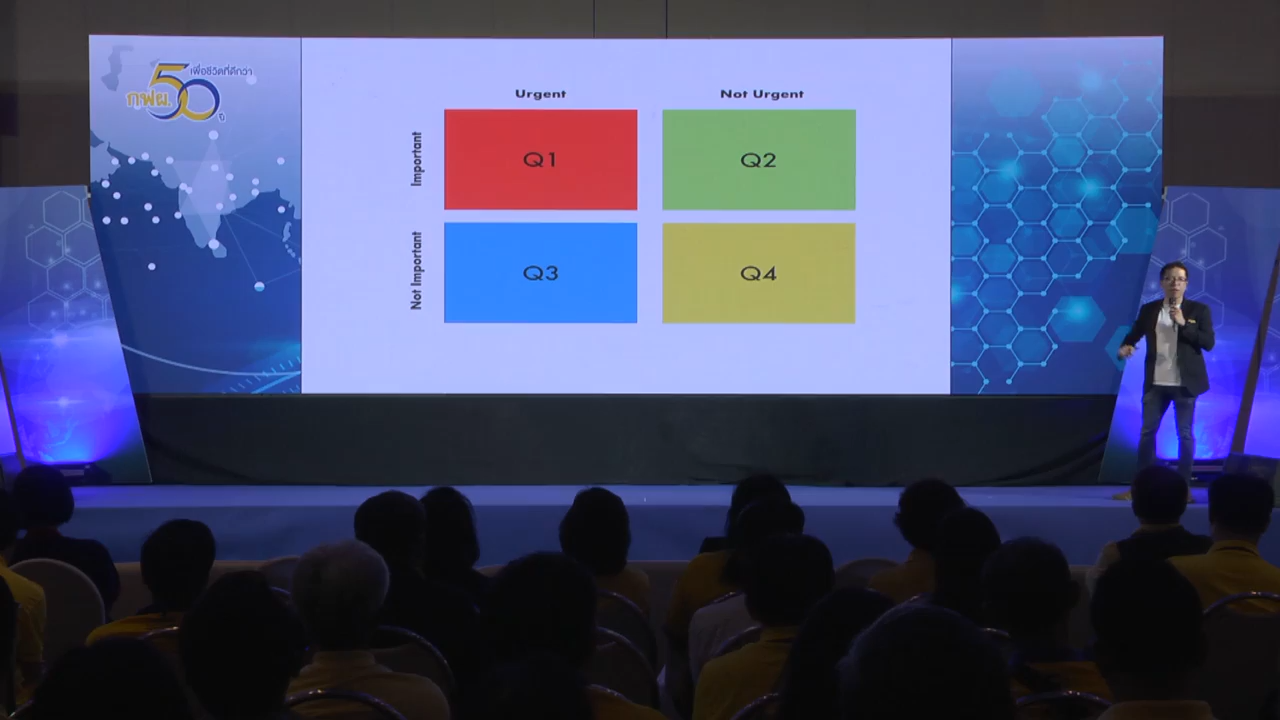 เพื่อชีวิตที่ดีกว่า
กฟผ. 50 ปี
Urgent
Not Urgent
Important
Q1
Q2
Not Important
Q3
Q4